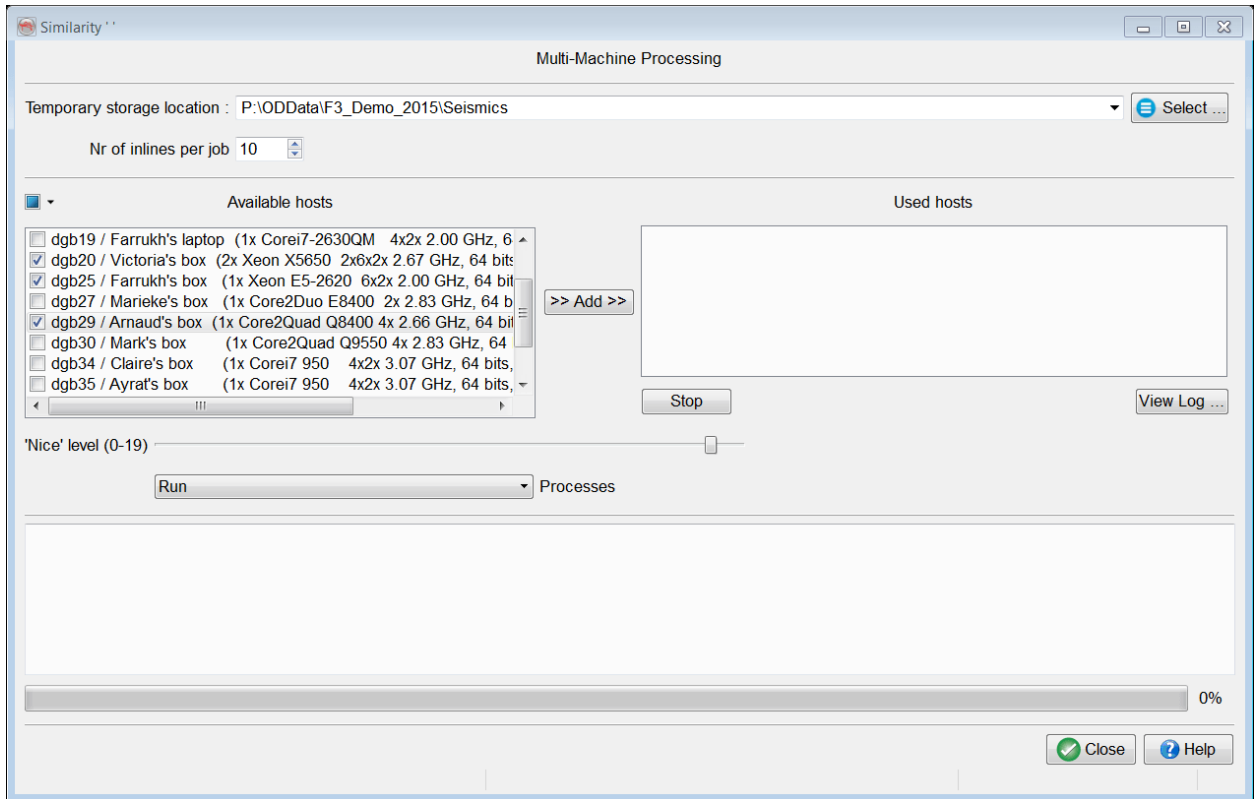 Similarity ' '
Multi-Machine Processing
Temporary storage location : P:\ODData\F3_Demo_2015\Seismics Select ...
Nr of inlines per job 10
Available hosts Used hosts
dgb19 / Farrukh's laptop (1x Corei7-2630QM 4x2x 2.00 GHz, 6
dgb20 / Victoria's box (2x Xeon X5650 2x6x2x 2.67 GHz, 64 bits
dgb25 / Farrukh's box (1x Xeon E5-2620 6x2x 2.00 GHz, 64 bit
dgb27 / Marieke's box (1x Core2Duo E8400 2x 2.83 GHz, 64 b
>> Add >>
dgb29 / Arnaud's box (1x Core2Quad Q8400 4x 2.66 GHz, 64 bit
dgb30 / Mark's box (1x Core2Quad Q9550 4x 2.83 GHz, 64
dgb34 / Claire's box (1x Corei7 950 4x2x 3.07 GHz, 64 bits,
dgb35 / Ayrat's box (1x Corei7 950 4x2x 3.07 GHz, 64 bits,
Stop View Log ...
'Nice' level (0-19)
Run Processes
0%
Close Help